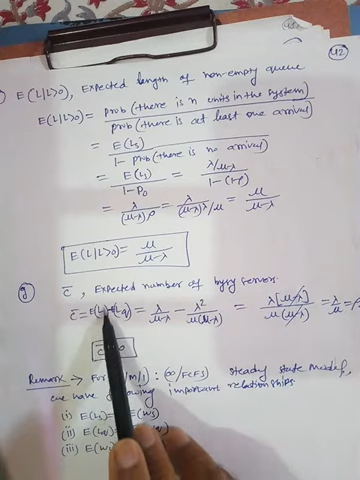 42
) E(L|L>0), Expected length of non-empty queue
E(L|L>0) = prob(there is n units in the system)
prob(there is at least one arrival)
= E(Ls)
1 - prob(there is no arrival)
= E(Ls) = λ/μ-λ
1-P0 1-(1-ρ)
= λ = λ = μ
(μ-λ)ρ (μ-λ)λ/μ μ-λ
E(L|L>0) = μ
μ-λ
g) c̄, Expected number of busy servers
c̄ = E(Ls) = λ - λ² = λ[μ-λ] = λ =
μ-λ μ(μ-λ) μ(μ-λ) μ
Remark → For /M/1) : (∞/FCFS) steady state model,
we have following important relationships.
(i) E(Ls) = E(Ws)
(ii) E(Lq) =
(iii) E(W